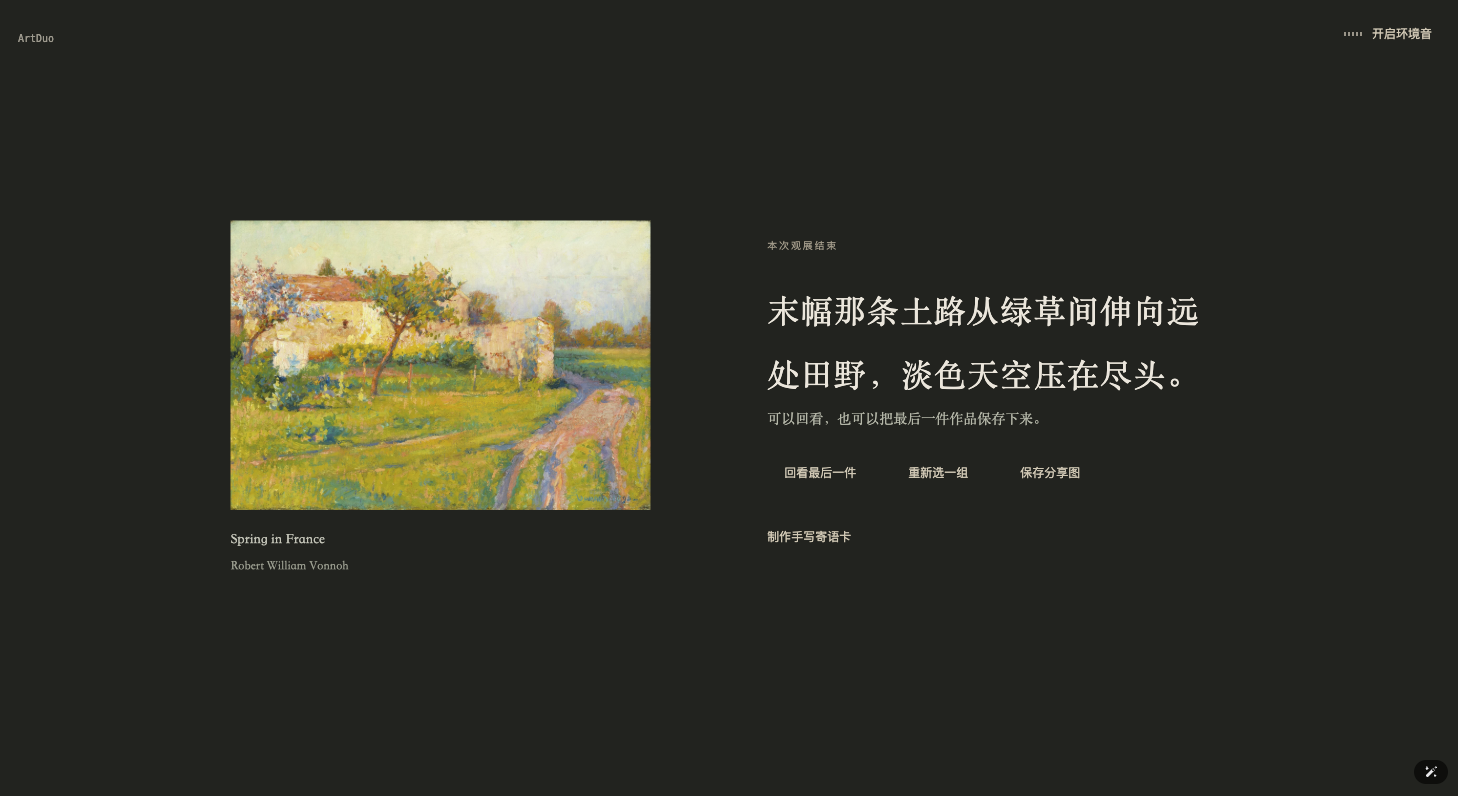 ArtDuo
开启环境音
本次观展结束
末幅那条土路从绿草间伸向远
处田野，淡色天空压在尽头。
可以回看，也可以把最后一件作品保存下来。
回看最后一件
重新选一组
保存分享图
制作手写寄语卡
Spring in France
Robert William Vonnoh